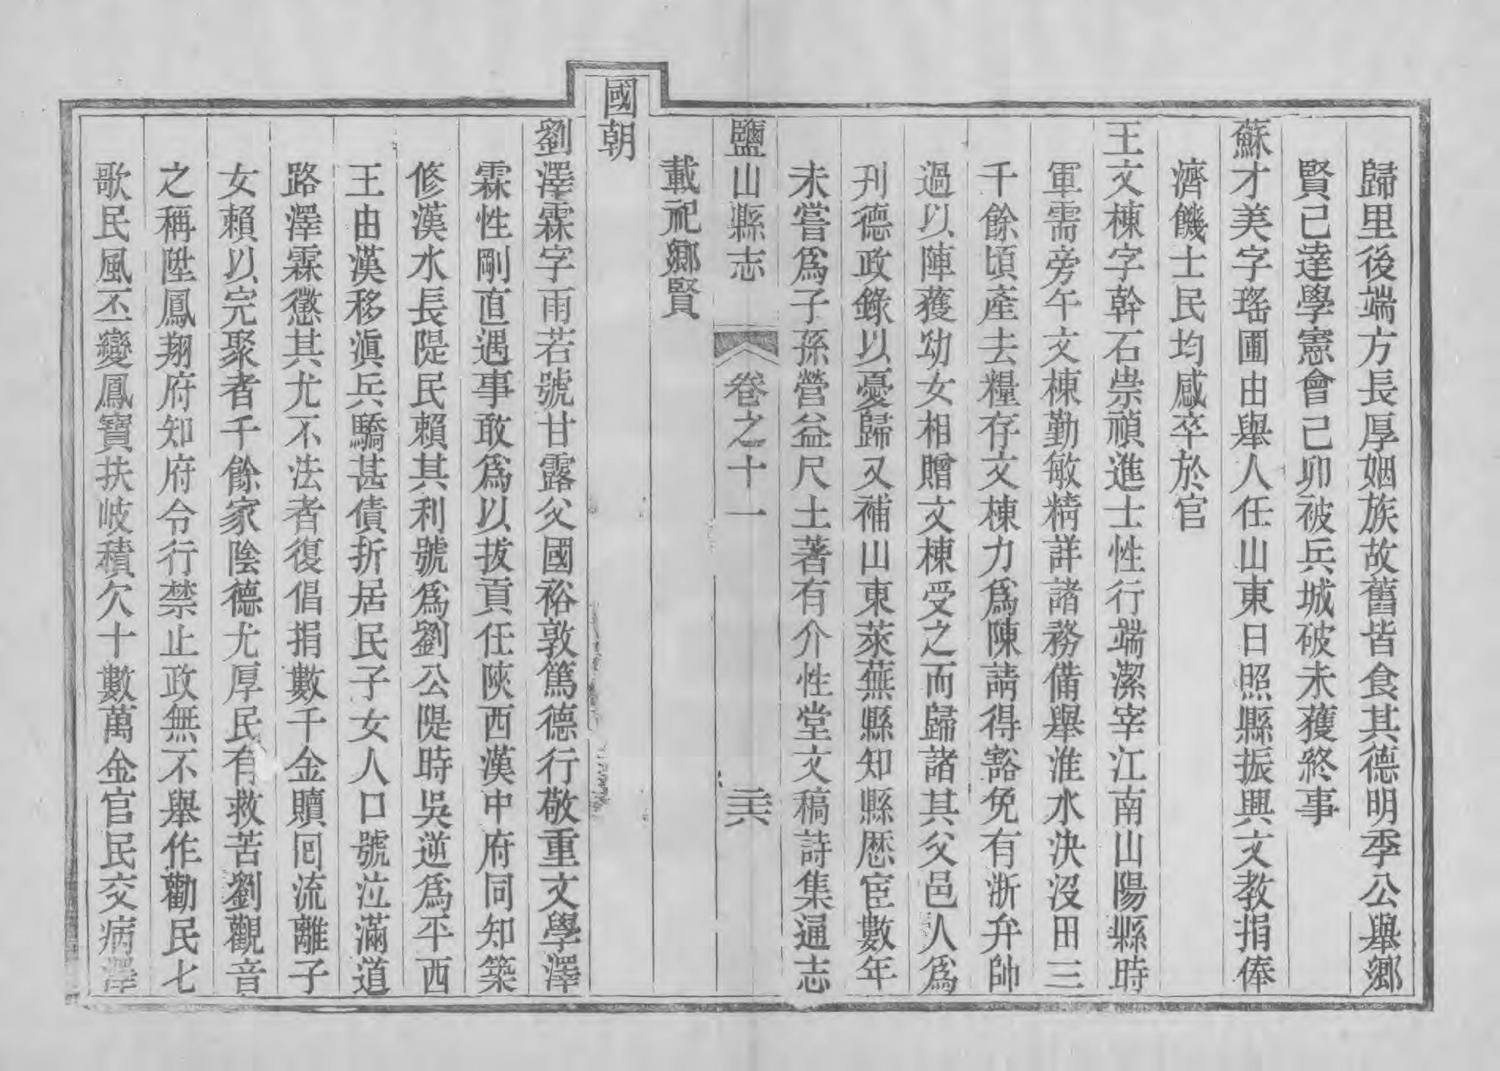 歸里後端方長厚姻族故舊皆食其德明季公舉鄉
賢已達學憲會己卯被兵城破未獲終事
蘇才美字瑤圃由舉人任山東日照縣振興文教捐俸
濟饑士民均感卒於官
王文棟字幹石崇禎進士性行端潔宰江南山陽縣時
軍需旁午文棟勤敏精詳諸務備舉淮水決沒田三
千餘頃產去糧存文棟力爲陳請得豁免有浙弁帥
過以陣獲幼女相贈文棟受之而歸諸其父邑人爲
刋德政錄以憂歸又補山東萊蕪縣知縣厯宦數年
未嘗爲子孫營益尺土著有介性堂文稿詩集通志
鹽山縣志 卷之十一 二六
載祀鄉賢
國朝
劉澤霖字雨若號甘露父國裕敦篤德行敬重文學澤
霖性剛直遇事敢爲以拔貢任陝西漢中府同知築
修漢水長隄民賴其利號爲劉公隄時吳逆爲平西
王由漢移滇兵驕甚債折居民子女人口號泣滿道
路澤霖懲其尤不法者復倡捐數千金贖回流離子
女賴以完聚者千餘家陰德尤厚民有救苦劉觀音
之稱陞鳳翔府知府令行禁止政無不舉作勸民七
歌民風丕變鳳寶扶岐積欠十數萬金官民交病澤